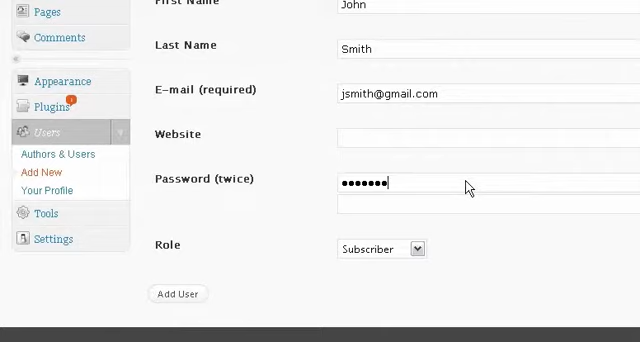 Pages
First Name
John
Comments
Last Name
Smith
Appearance
E-mail (required)
jsmith@gmail.com
Plugins
Users
Website
Authors & Users
Add New
Password (twice)
•••••••
Your Profile
Tools
Settings
Role
Subscriber
Add User